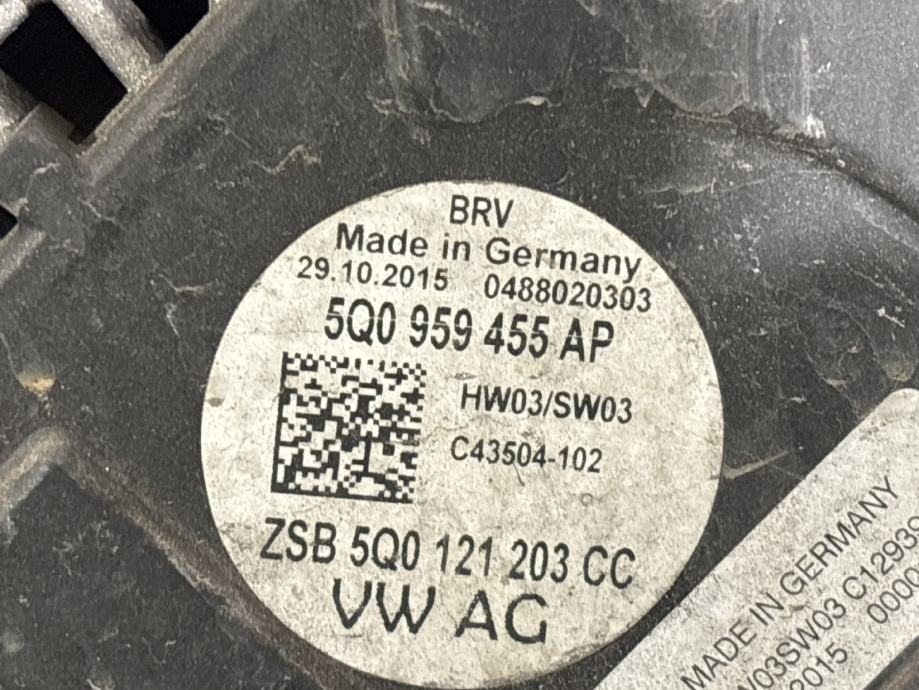 BRV
Made in Germany
29.10.2015 0488020303
5Q0 959 455 AP
HW03/SW03
C43504-102
ZSB 5Q0 121 203 CC
VW AG
MADE IN GERMANY